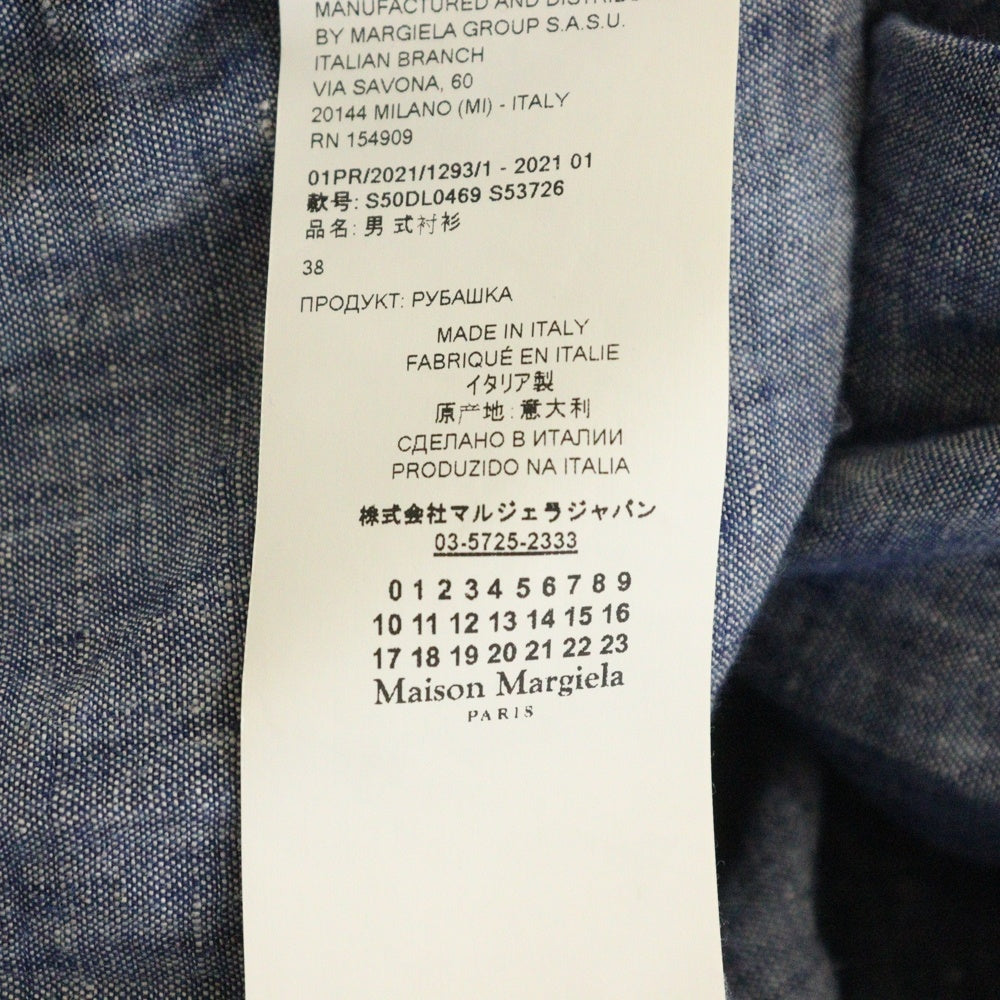 MANUFACTURED AND
BY MARGIELA GROUP S.A.S.U.
ITALIAN BRANCH
VIA SAVONA, 60
20144 MILANO (MI) - ITALY
RN 154909
01PR/2021/1293/1 - 2021 01
款号: S50DL0469 S53726
品名: 男式衬衫
38
ПРОДУКТ: РУБАШКА
MADE IN ITALY
FABRIQUÉ EN ITALIE
イタリア製
原产地: 意大利
СДЕЛАНО В ИТАЛИИ
PRODUZIDO NA ITALIA
株式会社マルジェラジャパン
03-5725-2333
0 1 2 3 4 5 6 7 8 9
10 11 12 13 14 15 16
17 18 19 20 21 22 23
Maison Margiela
PARIS